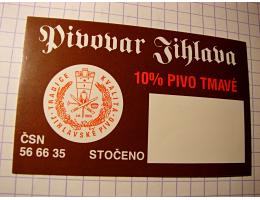 Pivovar Jihlava
10% PIVO TMAVÉ
TRADICE KVALITA
JIHLAVSKÉ PIVO
ČSN
56 66 35
STOČENO